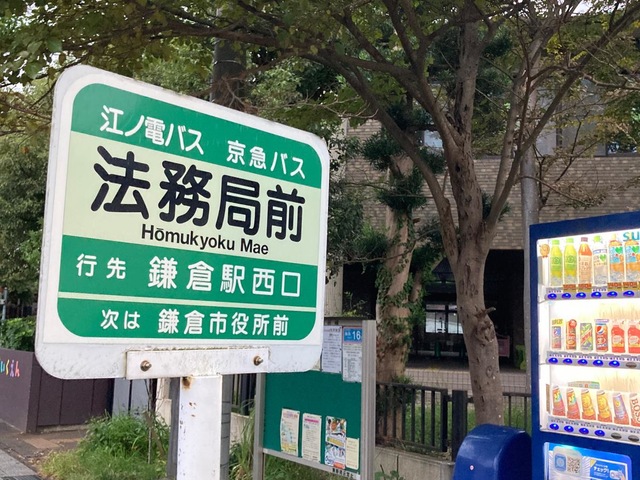 江ノ電バス 京急バス
法務局前
Hōmukyoku Mae
行先 鎌倉駅西口
次は 鎌倉市役所前
16